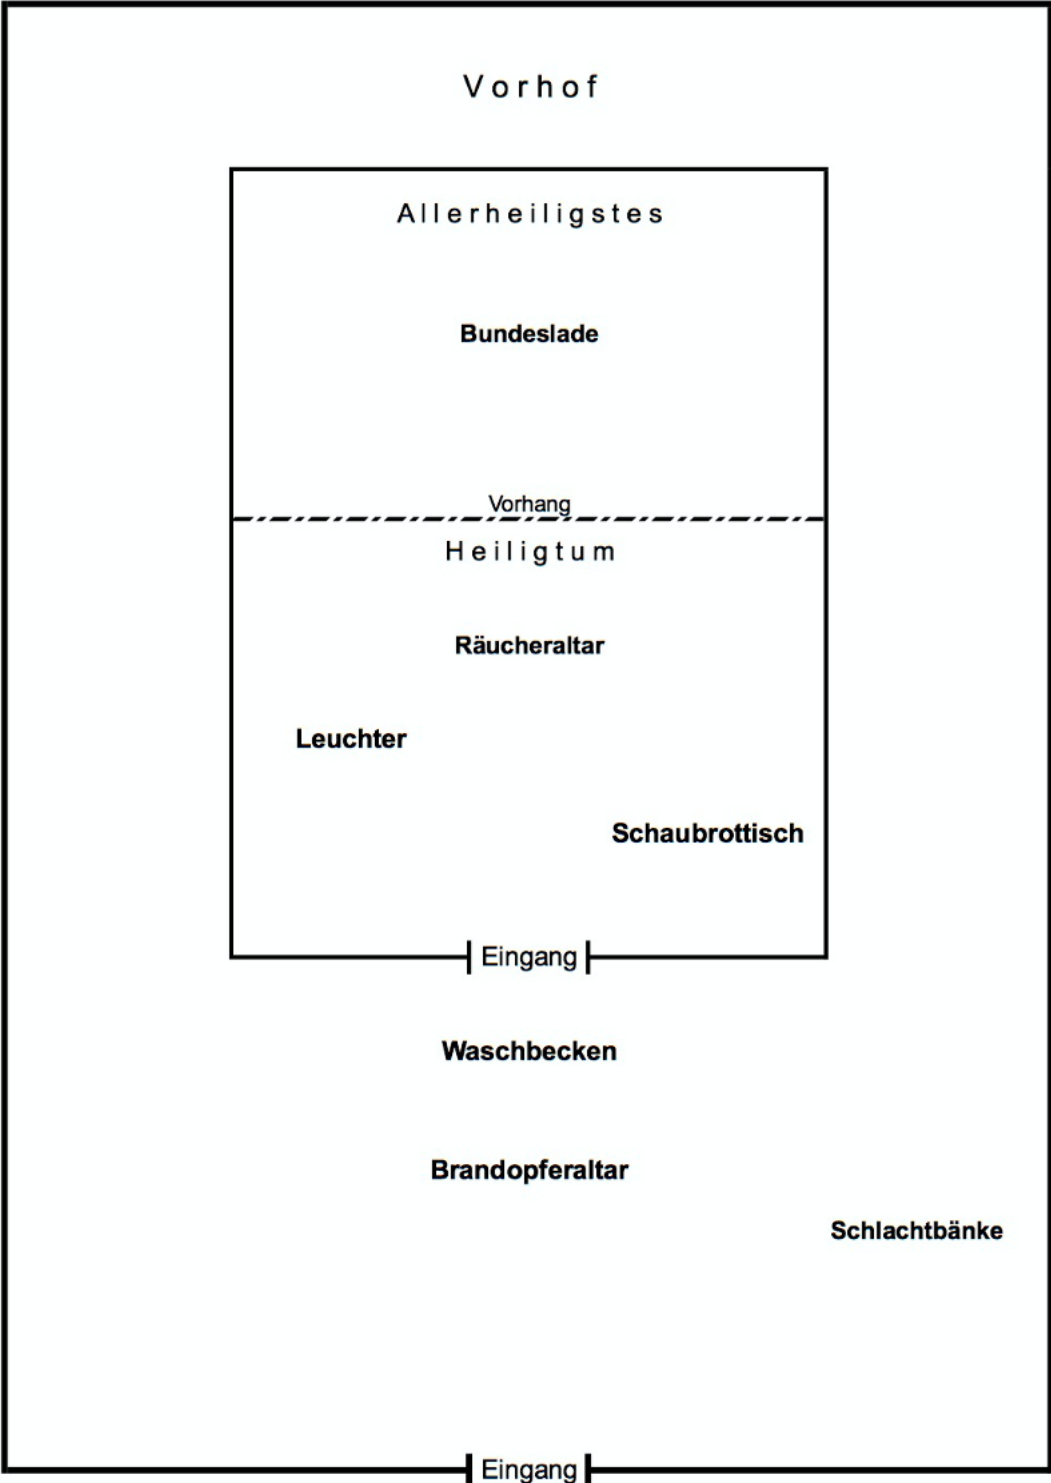 Vorhof
Allerheiligstes
Bundeslade
Vorhang
Heiligtum
Räucheraltar
Leuchter
Schaubrottisch
Eingang
Waschbecken
Brandopferaltar
Schlachtbänke
Eingang